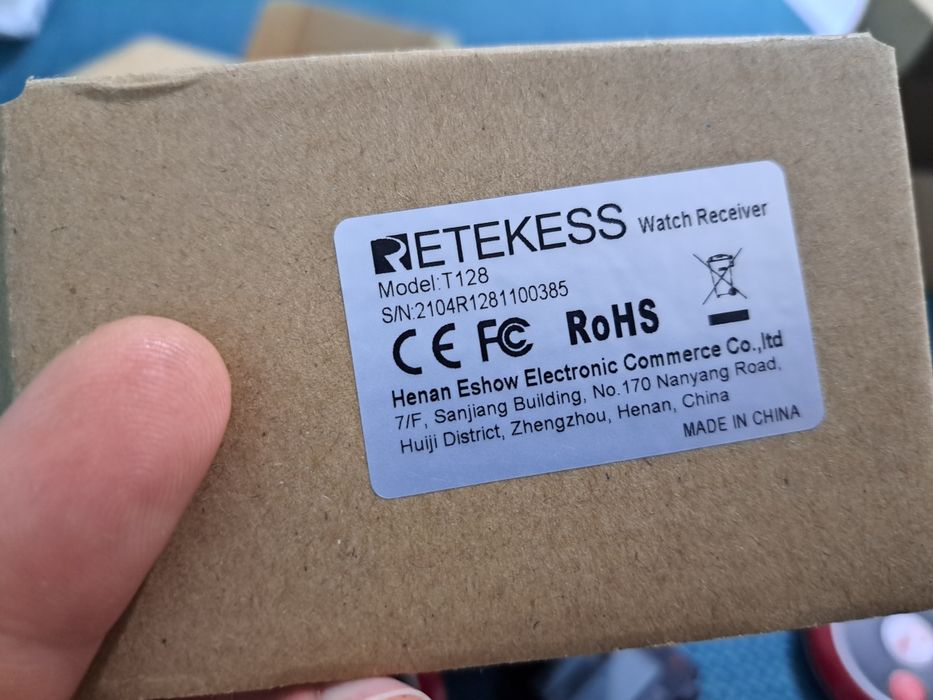 RETEKESS Watch Receiver
Model:T128
S/N:2104R1281100385
CE FC RoHS
Henan Eshow Electronic Commerce Co.,ltd
7/F, Sanjiang Building, No.170 Nanyang Road,
Huiji District, Zhengzhou, Henan, China
MADE IN CHINA